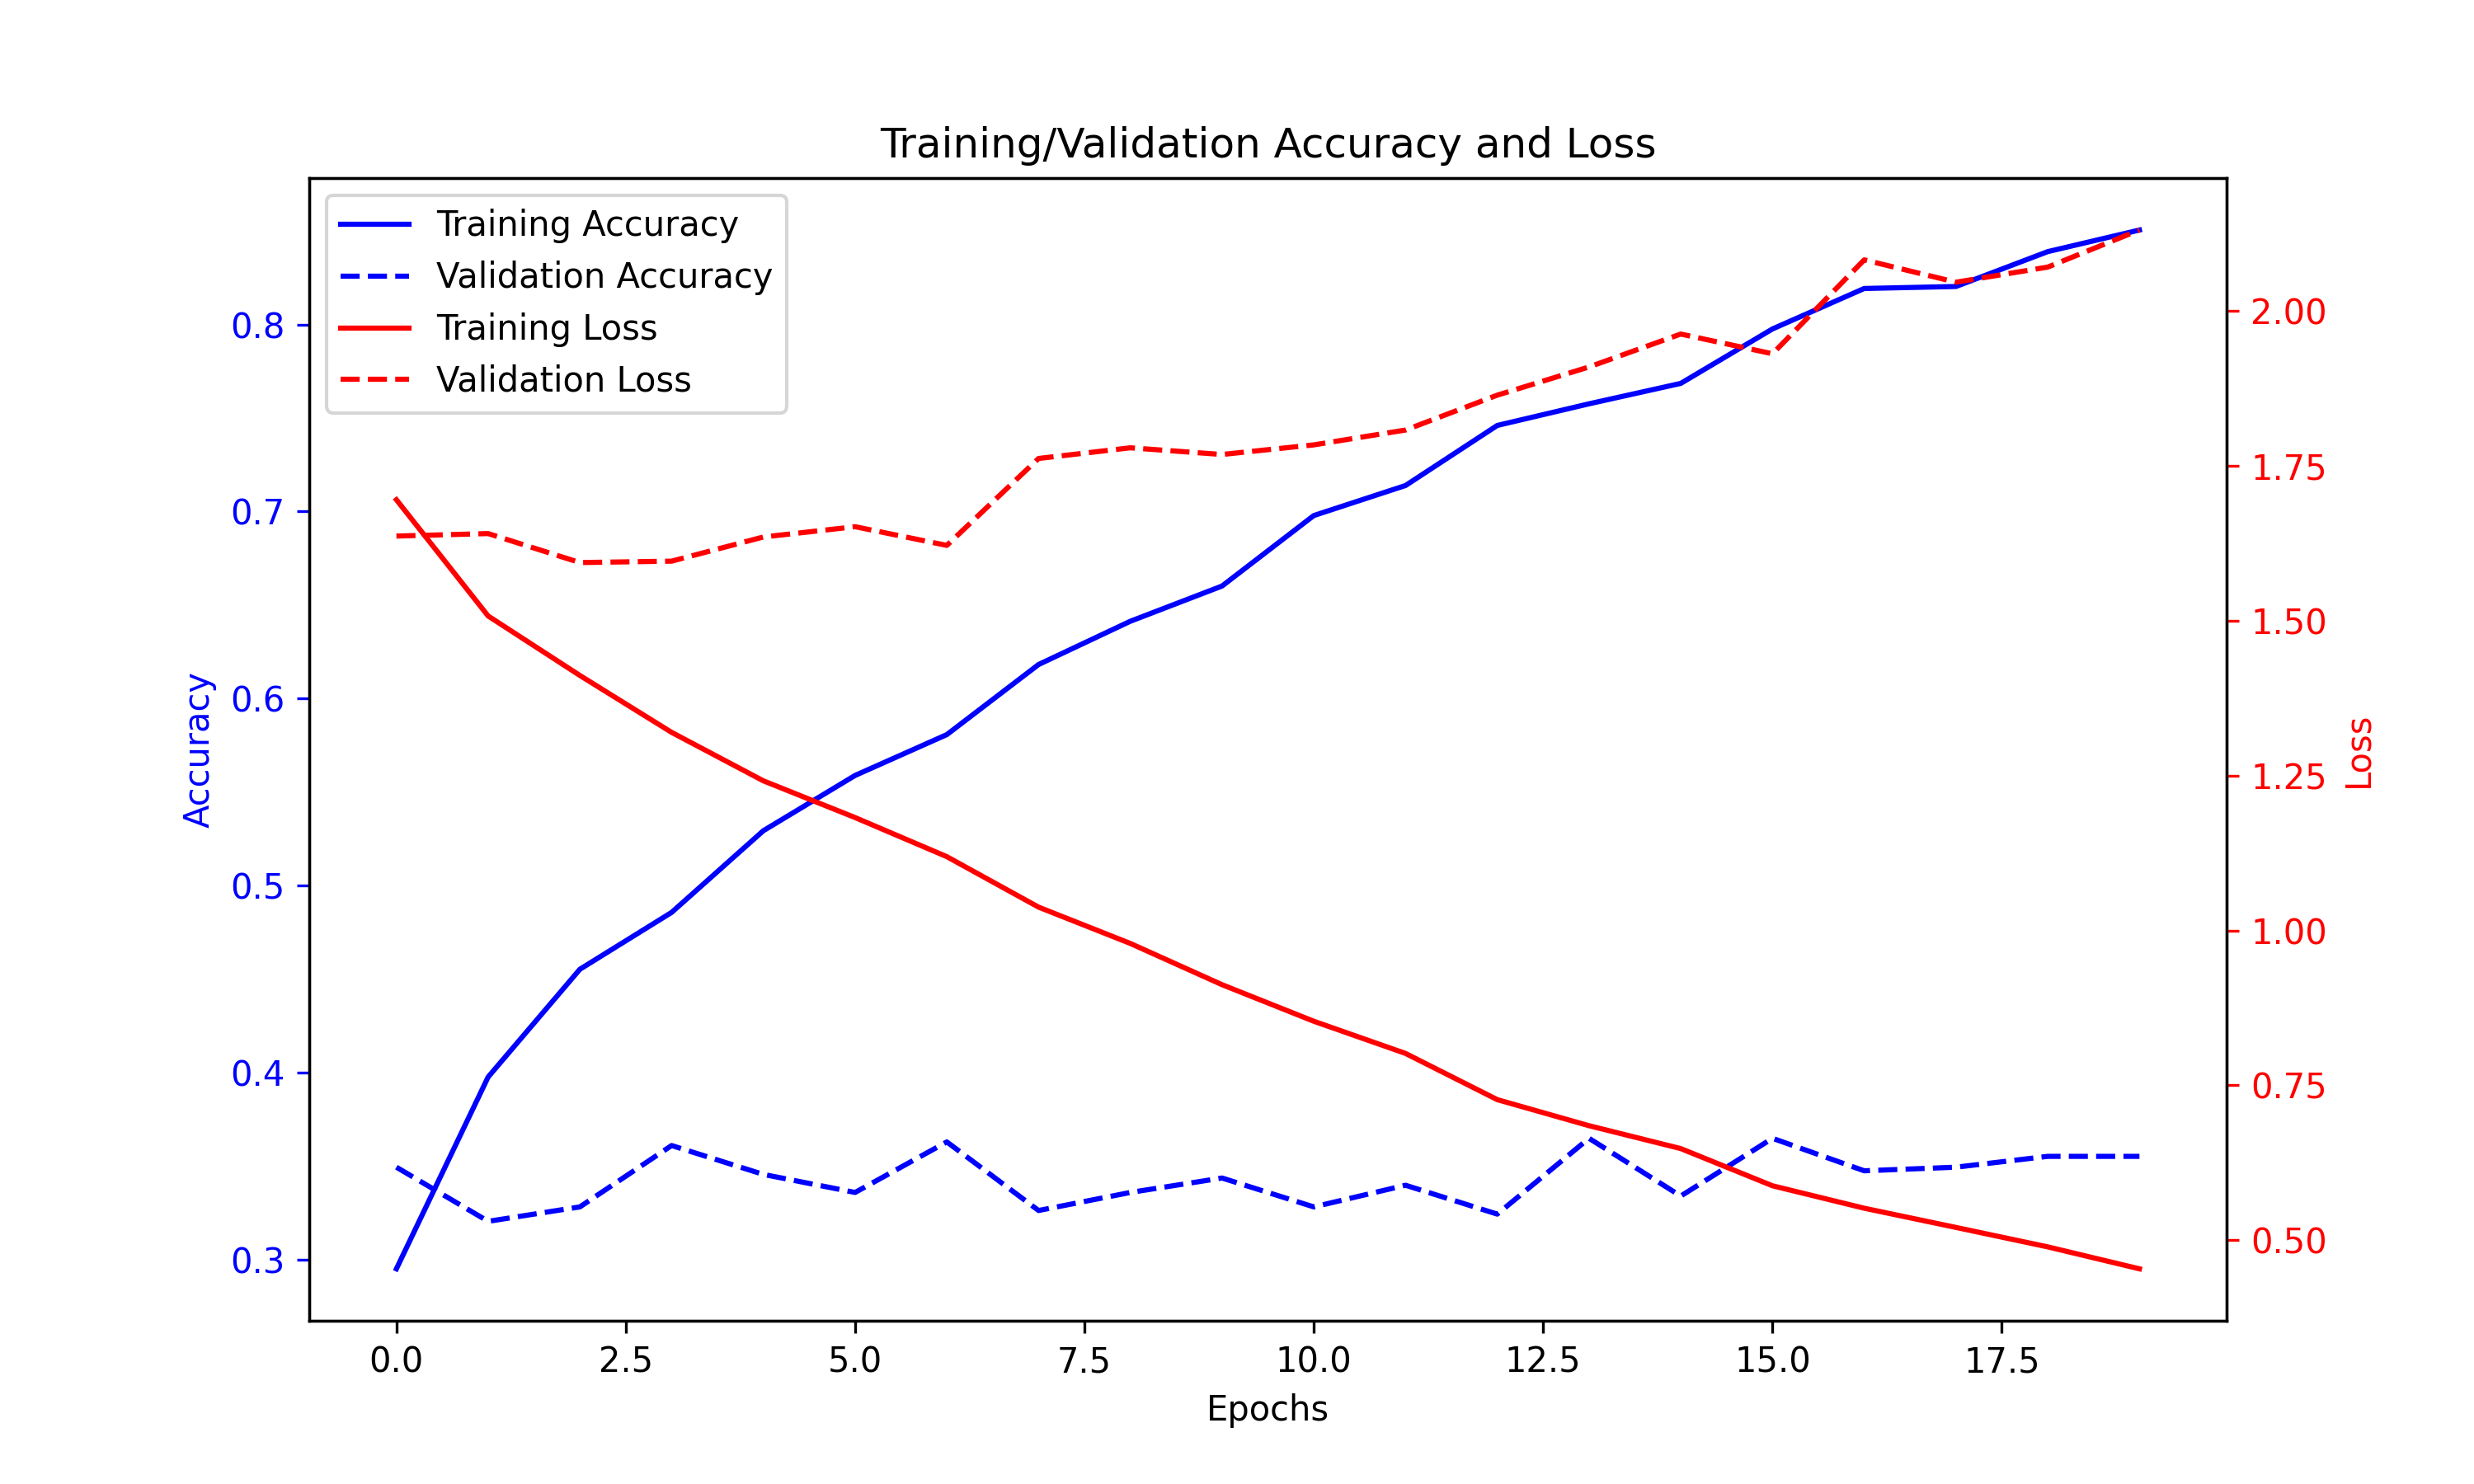 Training/Validation Accuracy and Loss
Training Accuracy
Validation Accuracy
Training Loss
Validation Loss
0.8
0.7
0.6
0.5
0.4
0.3
Accuracy
2.00
1.75
1.50
1.25
1.00
0.75
0.50
Loss
0.0 2.5 5.0 7.5 10.0 12.5 15.0 17.5
Epochs